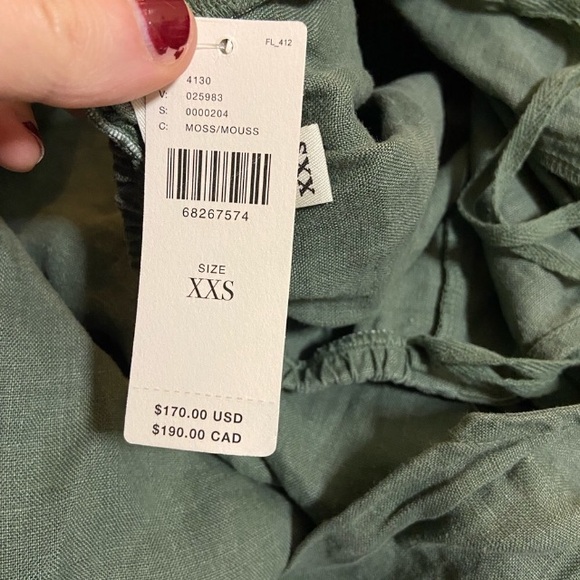 FL_412
4130
V: 025983
S: 0000204
C: MOSS/MOUSS
68267574
SIZE
XXS
$170.00 USD
$190.00 CAD
XXS